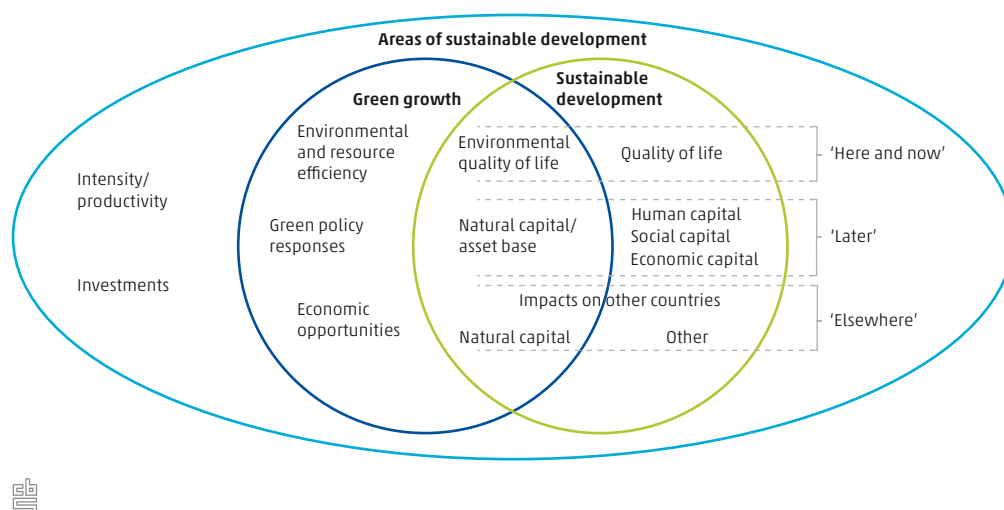 Areas of sustainable development
Green growth
Sustainable
development
Environmental
and resource
efficiency
Environmental
quality of life
Quality of life
'Here and now'
Intensity/
productivity
Green policy
responses
Natural capital/
asset base
Human capital
Social capital
Economic capital
'Later'
Investments
Economic
opportunities
Impacts on other countries
Natural capital
Other
'Elsewhere'
cbs